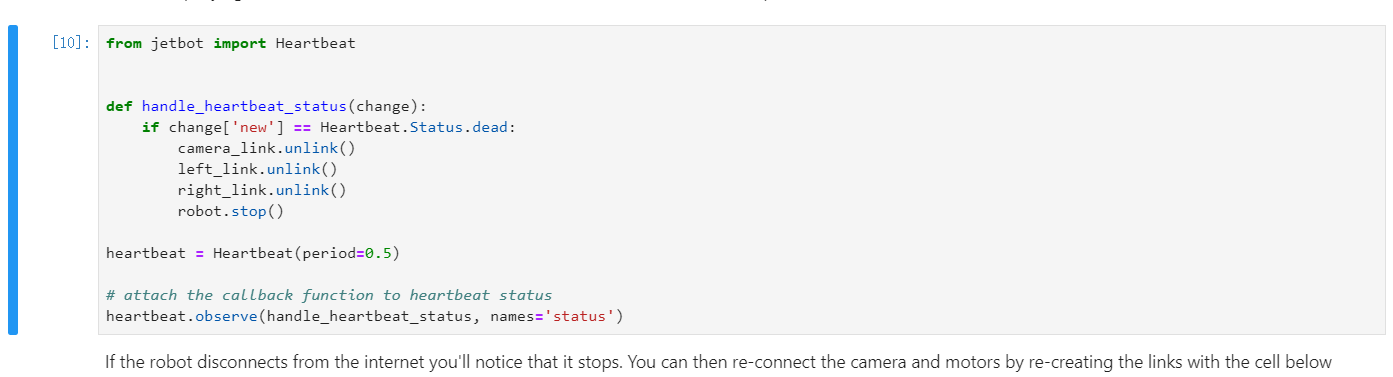 [10]: from jetbot import Heartbeat
def handle_heartbeat_status(change):
    if change['new'] == Heartbeat.Status.dead:
        camera_link.unlink()
        left_link.unlink()
        right_link.unlink()
        robot.stop()
heartbeat = Heartbeat(period=0.5)
# attach the callback function to heartbeat status
heartbeat.observe(handle_heartbeat_status, names='status')
If the robot disconnects from the internet you'll notice that it stops. You can then re-connect the camera and motors by re-creating the links with the cell below